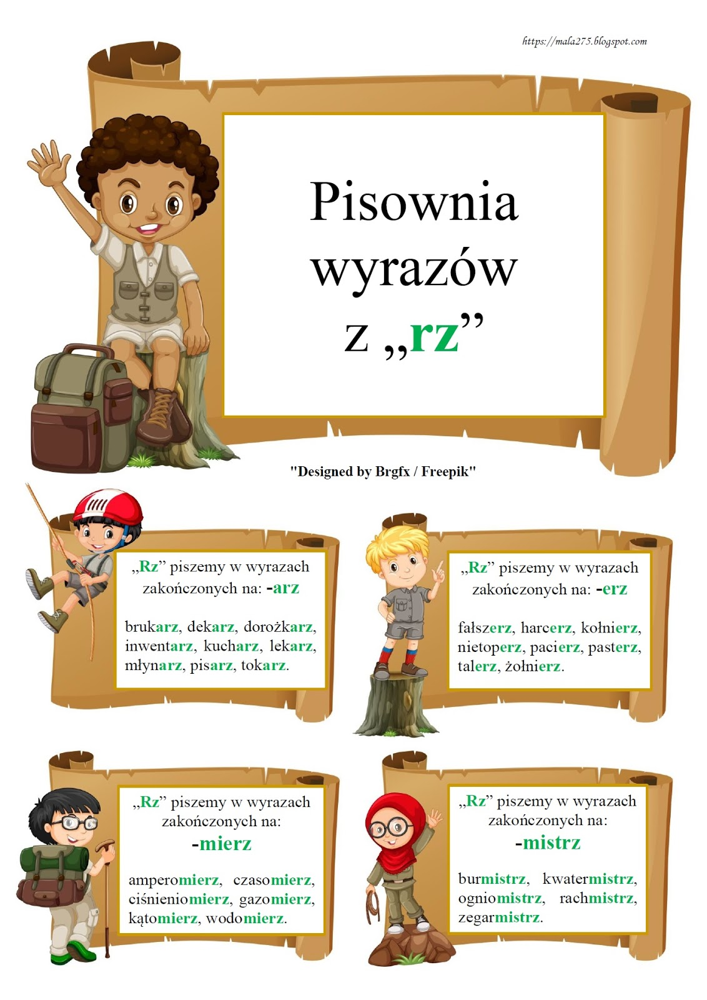 https://mala275.blogspot.com
Pisownia
wyrazów
z „rz”
"Designed by Brgfx / Freepik"
„Rz” piszemy w wyrazach
zakończonych na: -arz
brukarz, dekarz, dorożkarz,
inwentarz, kucharz, lekarz,
młynarz, pisarz, tokarz.
„Rz” piszemy w wyrazach
zakończonych na: -erz
fałszerz, harcerz, kołnierz,
nietoperz, pacierz, pasterz,
talerz, żołnierz.
„Rz” piszemy w wyrazach
zakończonych na:
-mierz
amperomierz, czasomierz,
ciśnieniomierz, gazomierz,
kątomierz, wodomierz.
„Rz” piszemy w wyrazach
zakończonych na:
-mistrz
burmistrz, kwatermistrz,
ogniomistrz, rachmistrz,
zegarmistrz.